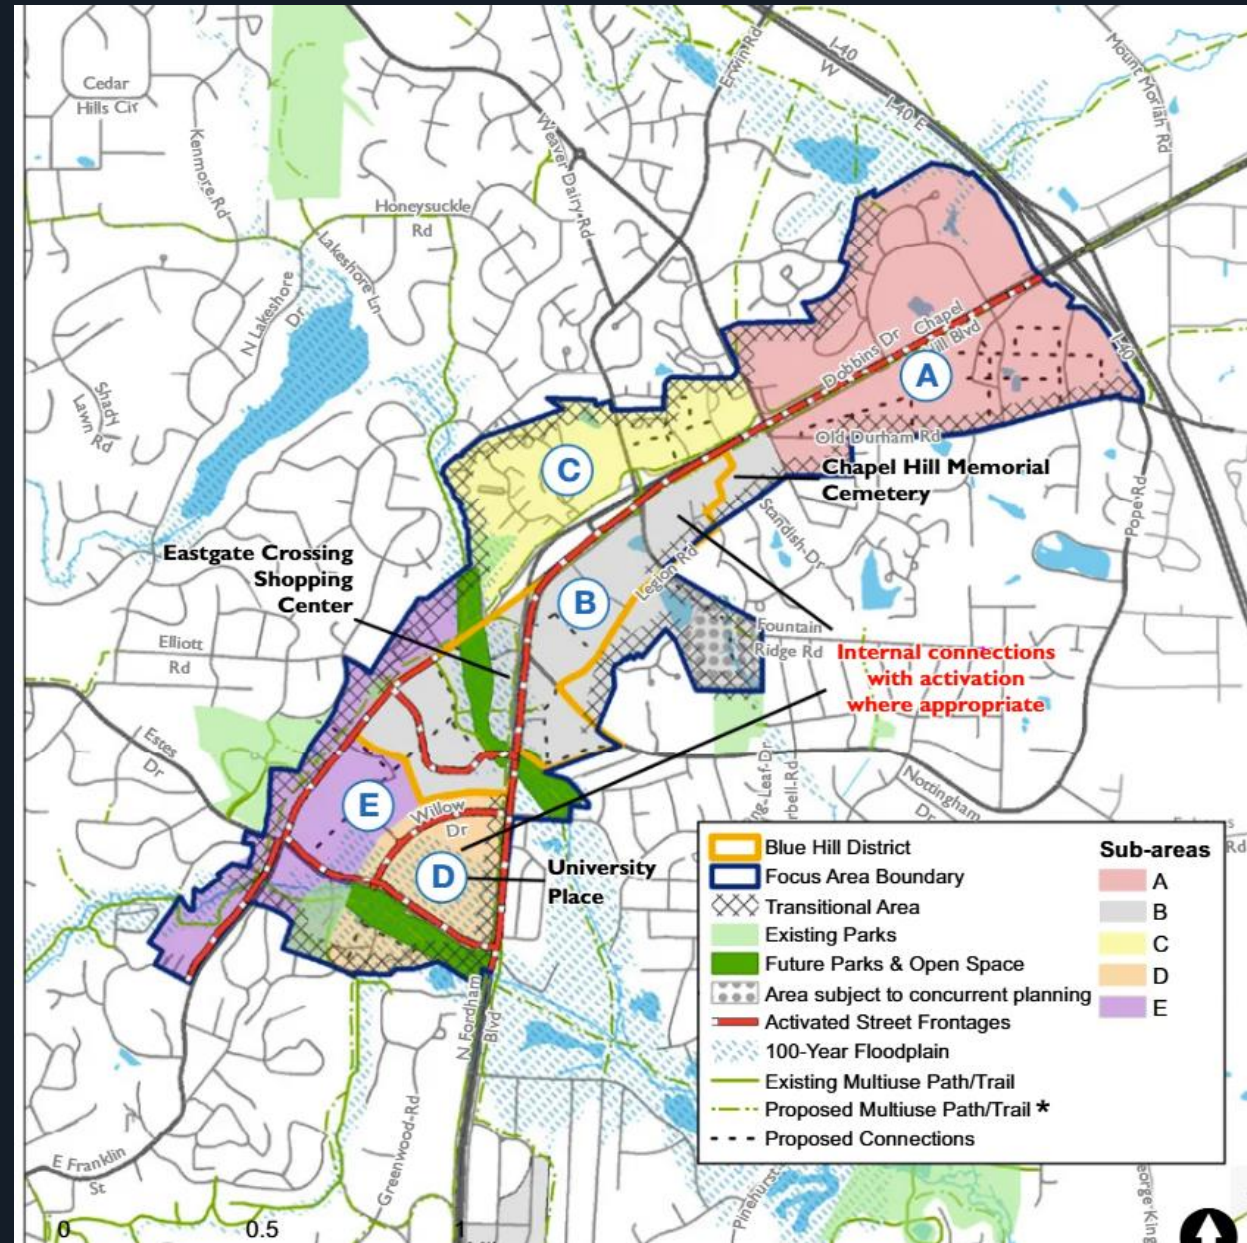 Cedar
Hills Cir
Kenmore Rd
Honeysuckle
Rd
Weaver Dairy Rd
Erwin Rd
I-40
W
I-40 E
Mount Moriah Rd
Lakeshore Ln
N Lakeshore
Dr
Shady
Lawn Rd
Dobbins Dr
Chapel
Hill Blvd
I-40
A
Old Durham Rd
Chapel Hill Memorial
Cemetery
C
Pope Rd
Standish Dr
Eastgate Crossing
Shopping
Center
Legion Rd
B
Fountain
Ridge Rd
Elliott
Rd
Internal connections
with activation
where appropriate
Estes
Dr
Nottingham
Dr
E
Willow
Dr
D
University
Place
N Fordham
Blvd
Greenwood Rd
E Franklin
St
Rd
Blue Hill District
Focus Area Boundary
Transitional Area
Existing Parks
Future Parks & Open Space
Area subject to concurrent planning
Activated Street Frontages
100-Year Floodplain
Existing Multiuse Path/Trail
Proposed Multiuse Path/Trail *
Proposed Connections
Sub-areas
A
B
C
D
E
0 0.5 1